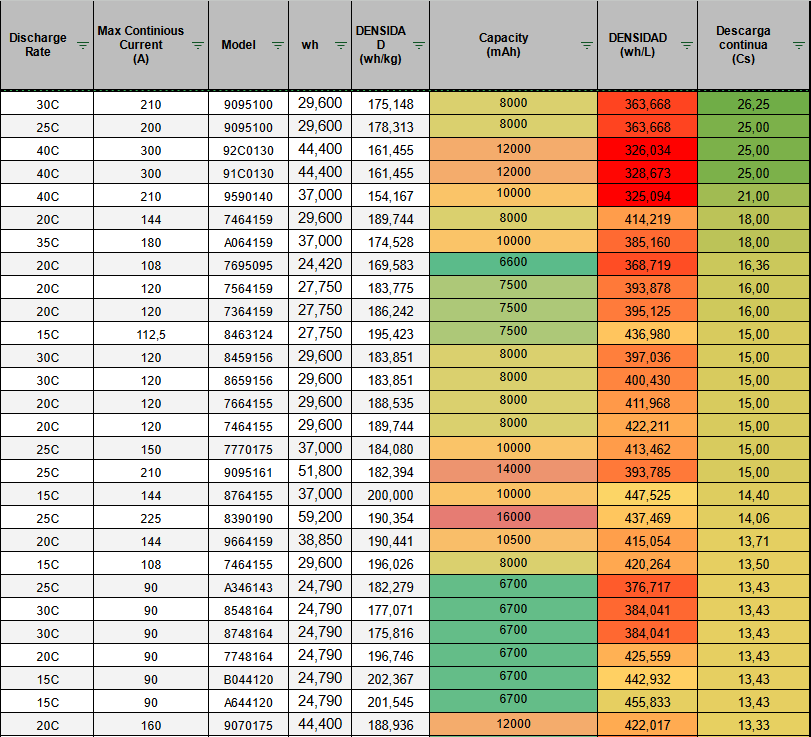 Discharge Rate | Max Continious Current (A) | Model | wh | DENSIDAD (wh/kg) | Capacity (mAh) | DENSIDAD (wh/L) | Descarga continua (Cs)
30C 210 9095100 29,600 175,148 8000 363,668 26,25
25C 200 9095100 29,600 178,313 8000 363,668 25,00
40C 300 92C0130 44,400 161,455 12000 326,034 25,00
40C 300 91C0130 44,400 161,455 12000 328,673 25,00
40C 210 9590140 37,000 154,167 10000 325,094 21,00
20C 144 7464159 29,600 189,744 8000 414,219 18,00
35C 180 A064159 37,000 174,528 10000 385,160 18,00
20C 108 7695095 24,420 169,583 6600 368,719 16,36
20C 120 7564159 27,750 183,775 7500 393,878 16,00
20C 120 7364159 27,750 186,242 7500 395,125 16,00
15C 112,5 8463124 27,750 195,423 7500 436,980 15,00
30C 120 8459156 29,600 183,851 8000 397,036 15,00
30C 120 8659156 29,600 183,851 8000 400,430 15,00
20C 120 7664155 29,600 188,535 8000 411,968 15,00
20C 120 7464155 29,600 189,744 8000 422,211 15,00
25C 150 7770175 37,000 184,080 10000 413,462 15,00
25C 210 9095161 51,800 182,394 14000 393,785 15,00
15C 144 8764155 37,000 200,000 10000 447,525 14,40
25C 225 8390190 59,200 190,354 16000 437,469 14,06
20C 144 9664159 38,850 190,441 10500 415,054 13,71
15C 108 7464155 29,600 196,026 8000 420,264 13,50
25C 90 A346143 24,790 182,279 6700 376,717 13,43
30C 90 8548164 24,790 177,071 6700 384,041 13,43
30C 90 8748164 24,790 175,816 6700 384,041 13,43
20C 90 7748164 24,790 196,746 6700 425,559 13,43
15C 90 B044120 24,790 202,367 6700 442,932 13,43
15C 90 A644120 24,790 201,545 6700 455,833 13,43
20C 160 9070175 44,400 188,936 12000 422,017 13,33